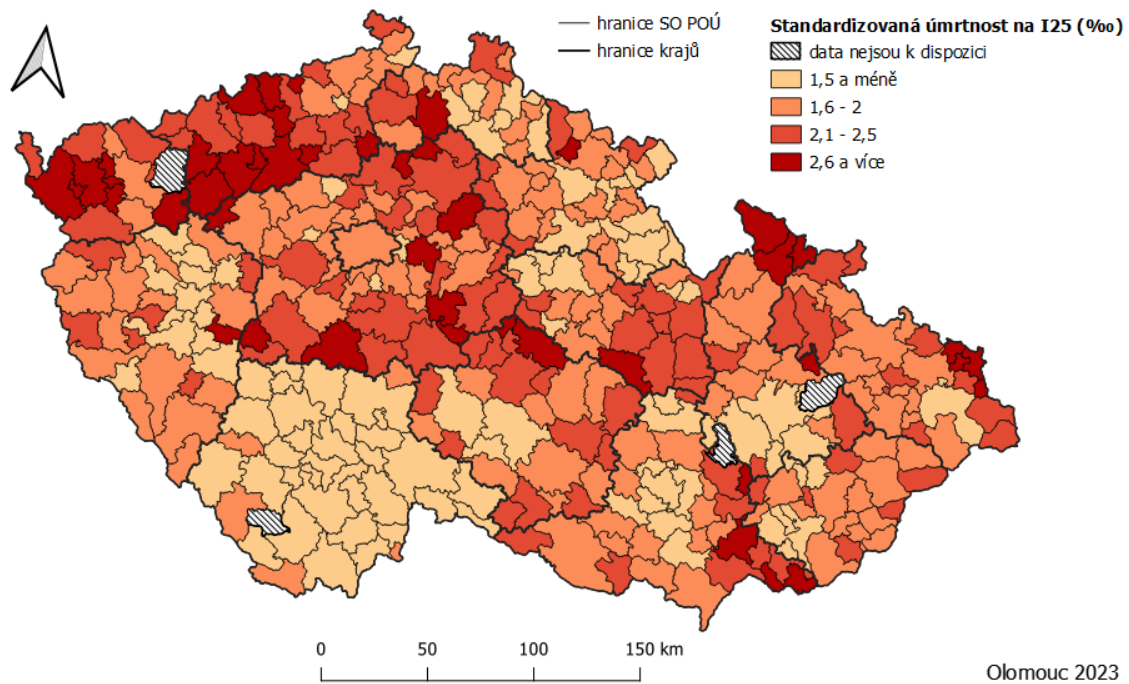 hranice SO POÚ
hranice krajů
Standardizovaná úmrtnost na I25 (‰)
data nejsou k dispozici
1,5 a méně
1,6 - 2
2,1 - 2,5
2,6 a více
0 50 100 150 km
Olomouc 2023